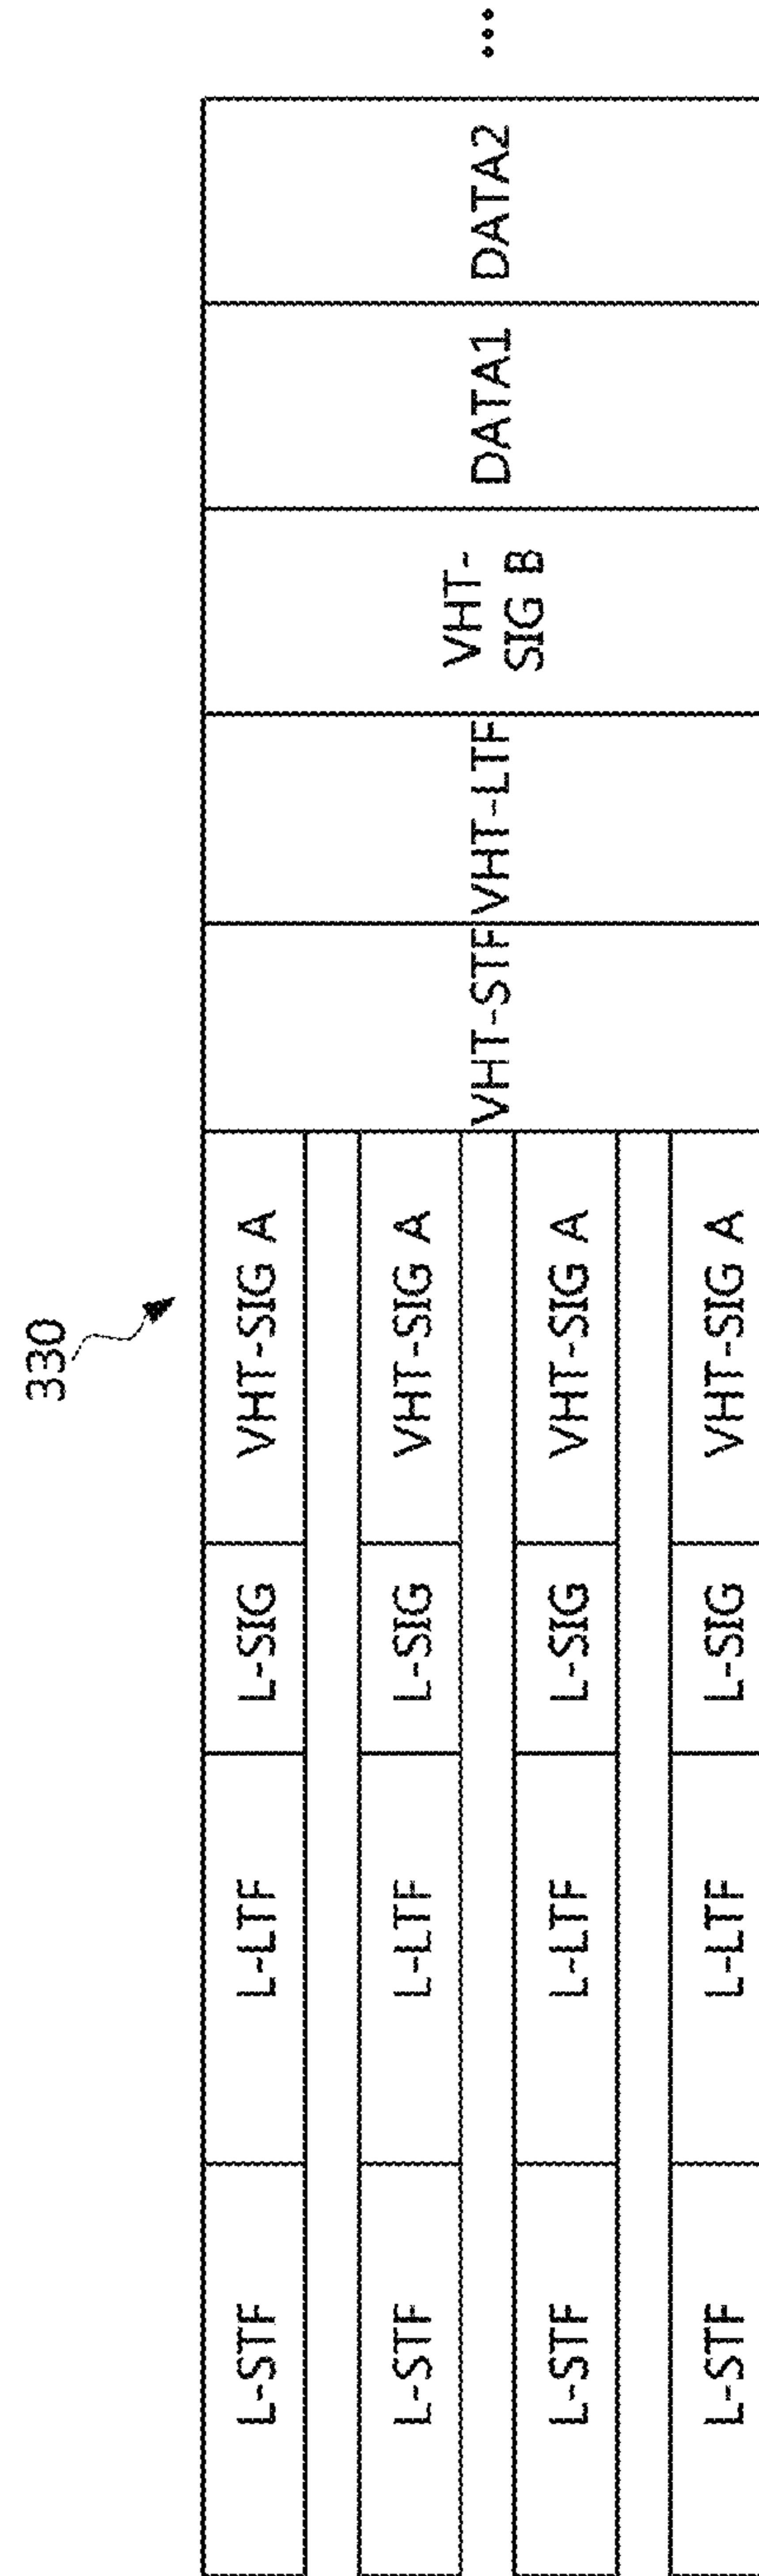 330
L-STF L-LTF L-SIG VHT-SIG A
L-STF L-LTF L-SIG VHT-SIG A
L-STF L-LTF L-SIG VHT-SIG A
L-STF L-LTF L-SIG VHT-SIG A
VHT-STF
VHT-LTF
VHT-
SIG B
DATA1
DATA2
...